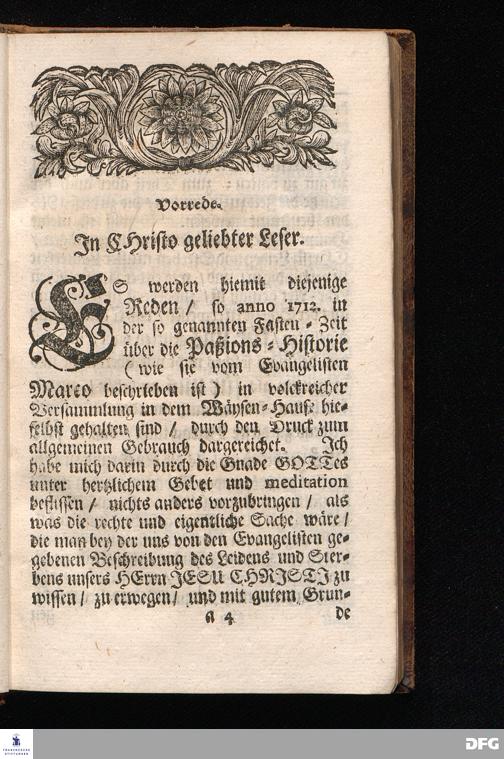 Vorrede.
In CHristo geliebter Leser.
ES werden hiemit diejenige
Reden / so anno 1712. in
der so genannten Fasten-Zeit
über die Paßions-Historie
( wie sie vom Evangelisten
Marco beschrieben ist ) in volckreicher
Versammlung in dem Wäysen-Hause hie-
selbst gehalten sind / durch den Druck zum
allgemeinen Gebrauch dargereichet. Ich
habe mich darin durch die Gnade GOTTes
unter hertzlichem Gebet und meditation
beflissen / nichts anders vorzubringen / als
was die rechte und eigentliche Sache wäre /
die man bey der uns von den Evangelisten ge-
gebenen Beschreibung des Leidens und Ster-
bens unsers HErrn JESU CHRISTI zu
wissen / zu erwegen / und mit gutem Grun-
a 4 de
FRANCKESCHE
STIFTUNGEN
DFG